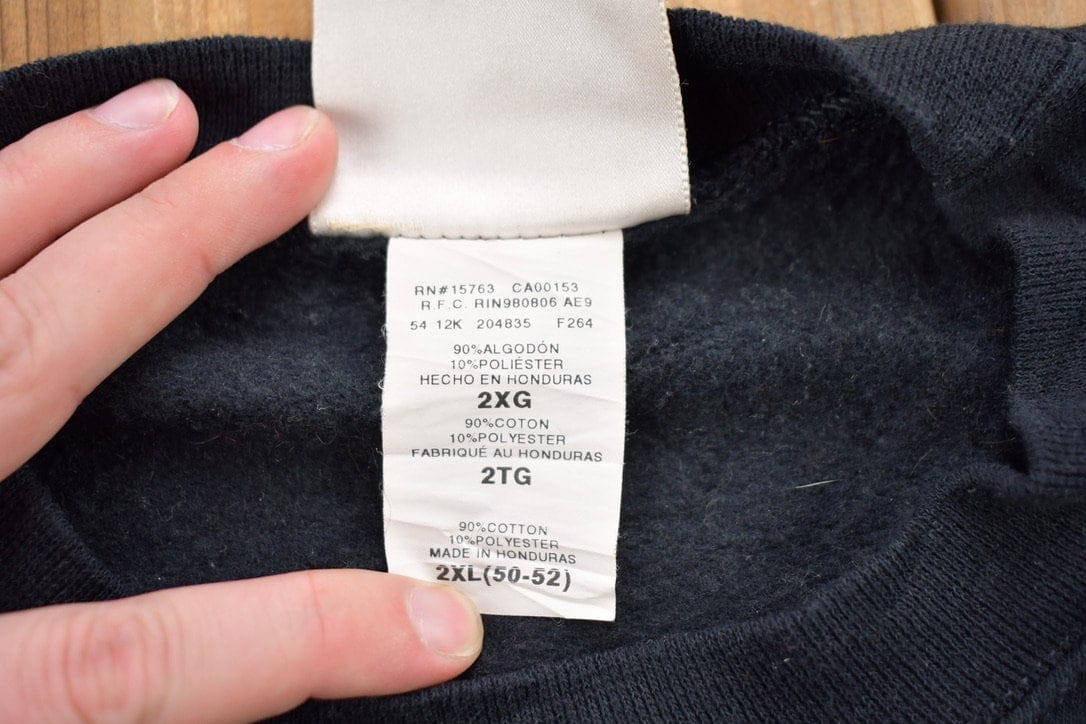 RN#15763 CA00153
R.F.C. RIN980806 AE9
54 12K 204835 F264
90%ALGODÓN
10%POLIÉSTER
HECHO EN HONDURAS
2XG
90%COTON
10%POLYESTER
FABRIQUÉ AU HONDURAS
2TG
90%COTTON
10%POLYESTER
MADE IN HONDURAS
2XL(50-52)